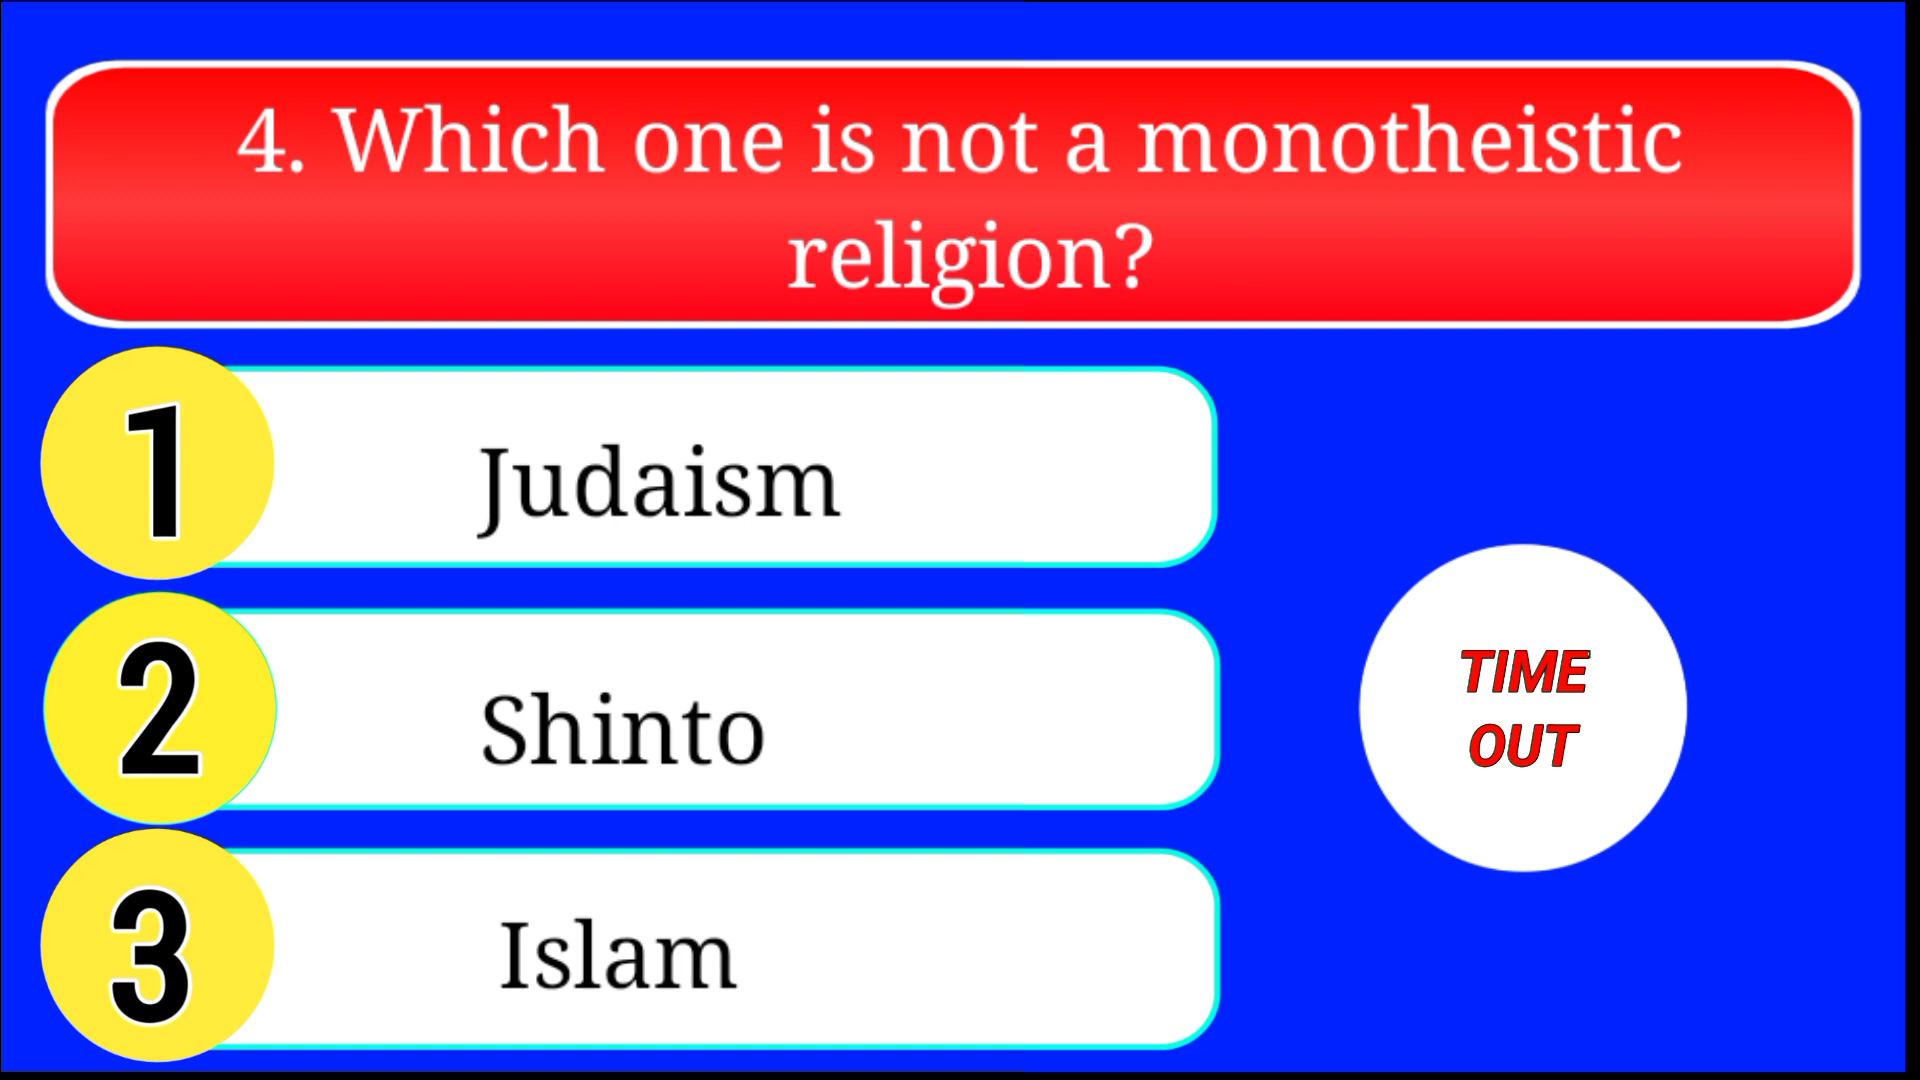 4. Which one is not a monotheistic
religion?
1
Judaism
2
Shinto
TIME
OUT
3
Islam